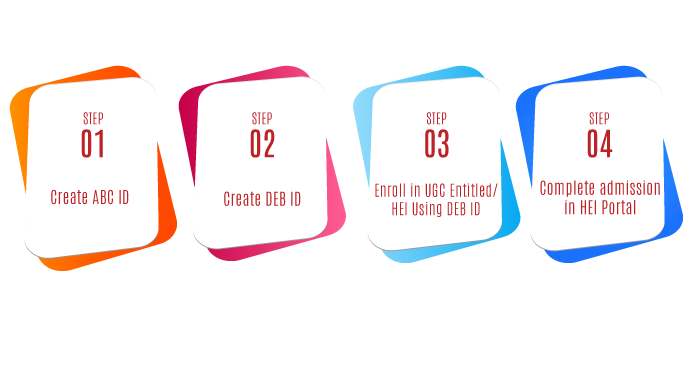 STEP
01
Create ABC ID
STEP
02
Create DEB ID
STEP
03
Enroll in UGC Entitled/
HEI Using DEB ID
STEP
04
Complete admission
in HEI Portal